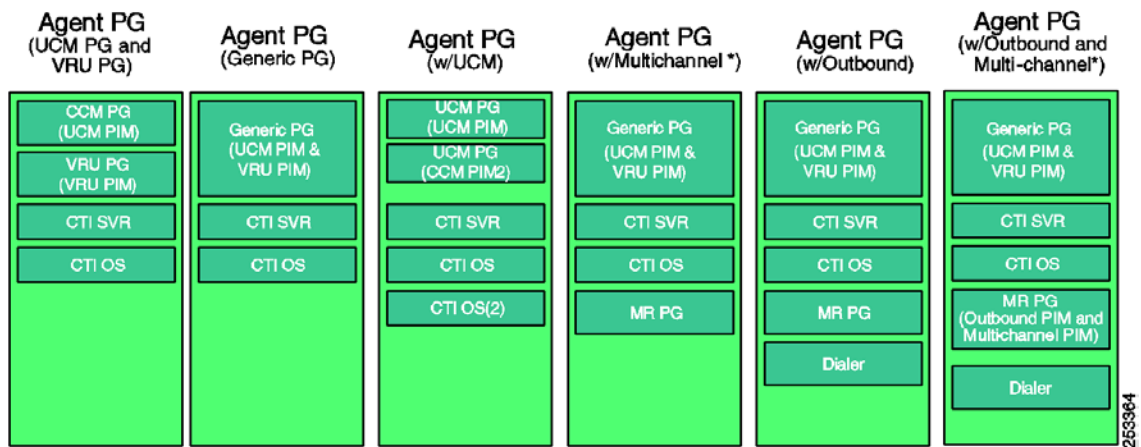 Agent PG
(UCM PG and
VRU PG)
CCM PG
(UCM PIM)
VRU PG
(VRU PIM)
CTI SVR
CTI OS
Agent PG
(Generic PG)
Generic PG
(UCM PIM &
VRU PIM)
CTI SVR
CTI OS
Agent PG
(w/UCM)
UCM PG
(UCM PIM)
UCM PG
(CCM PIM2)
CTI SVR
CTI OS
CTI OS(2)
Agent PG
(w/Multichannel *)
Generic PG
(UCM PIM &
VRU PIM)
CTI SVR
CTI OS
MR PG
Agent PG
(w/Outbound)
Generic PG
(UCM PIM &
VRU PIM)
CTI SVR
CTI OS
MR PG
Dialer
Agent PG
(w/Outbound and
Multi-channel*)
Generic PG
(UCM PIM &
VRU PIM)
CTI SVR
CTI OS
MR PG
(Outbound PIM and
Multichannel PIM)
Dialer
253364